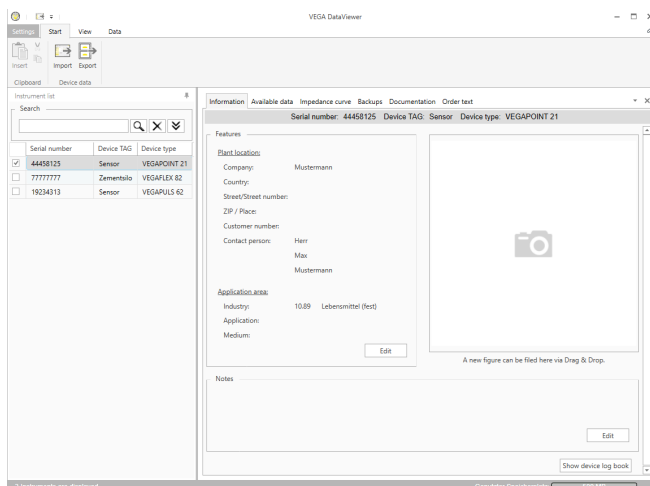 VEGA DataViewer
Settings Start View Data
Insert Import Export
Clipboard Device data
Instrument list
Search
Serial number Device TAG Device type
44458125 Sensor VEGAPOINT 21
77777777 Zementsilo VEGAFLEX 82
19234313 Sensor VEGAPULS 62
Information Available data Impedance curve Backups Documentation Order text
Serial number: 44458125 Device TAG: Sensor Device type: VEGAPOINT 21
Features
Plant location:
Company: Mustermann
Country:
Street/Street number:
ZIP / Place:
Customer number:
Contact person: Herr
Max
Mustermann
Application area:
Industry: 10.89 Lebensmittel (fest)
Application:
Medium:
Edit
A new figure can be filed here via Drag & Drop.
Notes
Edit
Show device log book